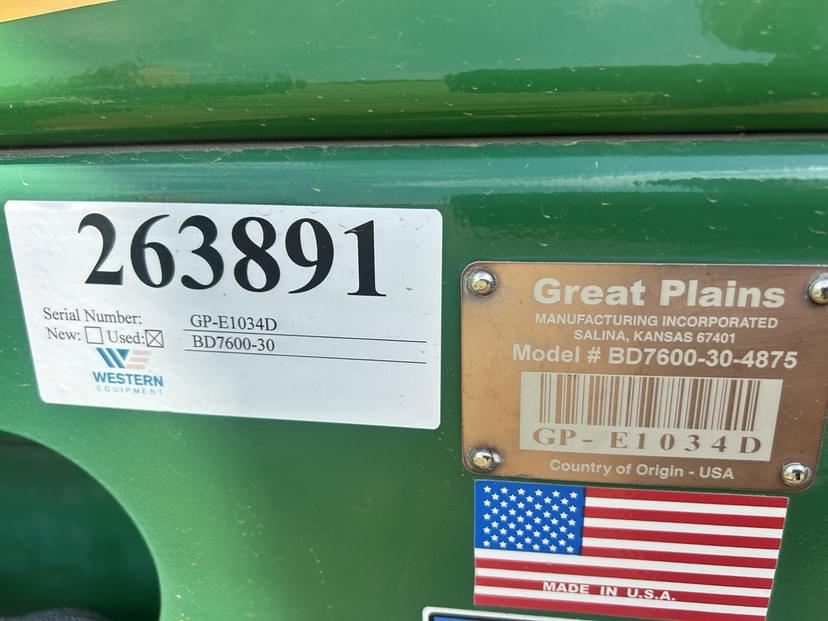 263891
Serial Number: GP-E1034D
New: Used: BD7600-30
WESTERN
EQUIPMENT
Great Plains
MANUFACTURING INCORPORATED
SALINA, KANSAS 67401
Model # BD7600-30-4875
GP- E1034D
Country of Origin - USA
MADE IN U.S.A.